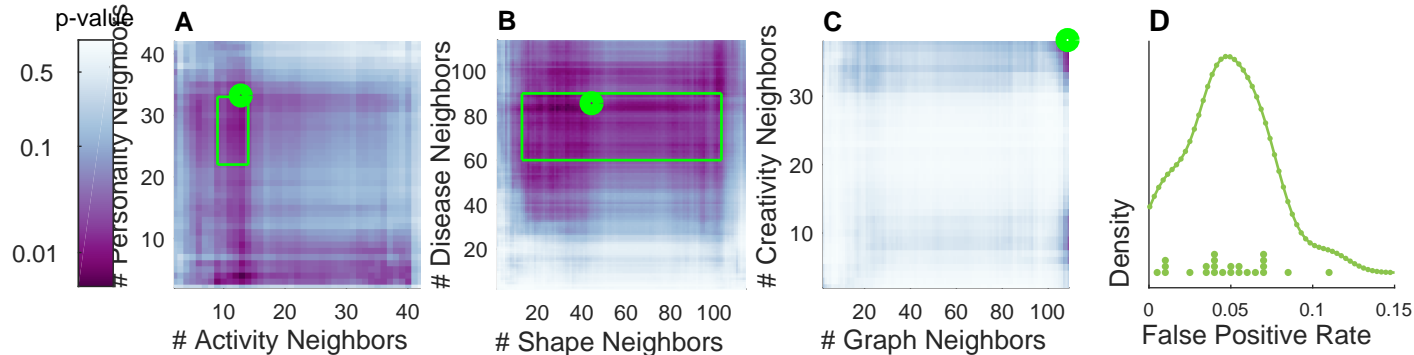 p-value
0.5
0.1
0.01
A
# Personality Neighbors
40
30
20
10
10 20 30 40
# Activity Neighbors
B
# Disease Neighbors
100
80
60
40
20
20 40 60 80 100
# Shape Neighbors
C
# Creativity Neighbors
30
20
10
20 40 60 80 100
# Graph Neighbors
D
Density
0 0.05 0.1 0.15
False Positive Rate